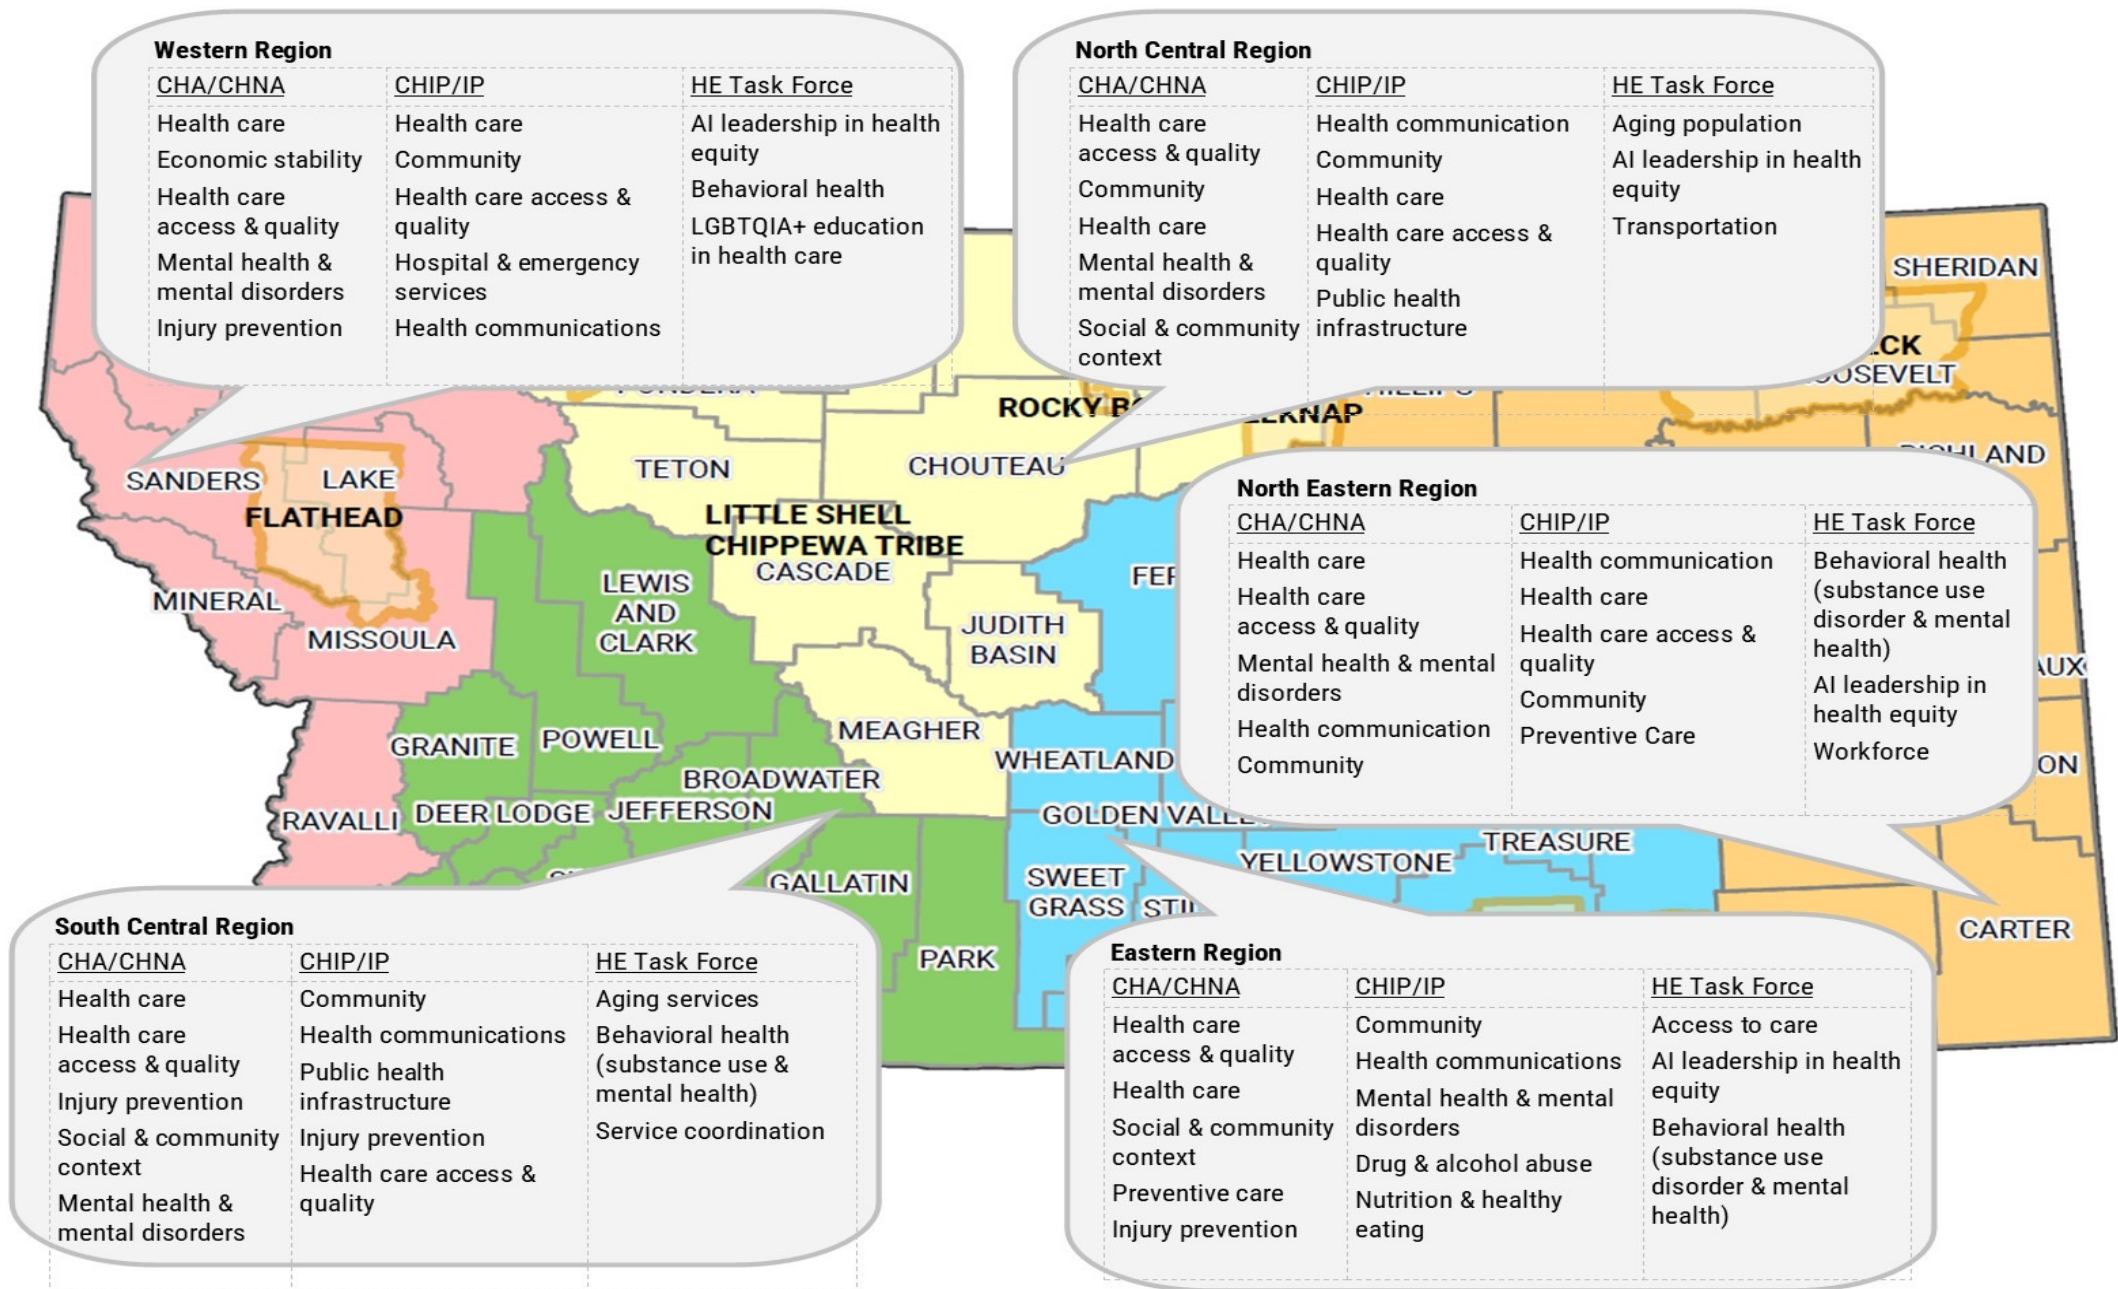 Western Region
CHA/CHNA
Health care
Economic stability
Health care
access & quality
Mental health &
mental disorders
Injury prevention
CHIP/IP
Health care
Community
Health care access &
quality
Hospital & emergency
services
Health communications
HE Task Force
AI leadership in health
equity
Behavioral health
LGBTQIA+ education
in health care
North Central Region
CHA/CHNA
Health care
access & quality
Community
Health care
Mental health &
mental disorders
Social & community
context
CHIP/IP
Health communication
Community
Health care
Health care access &
quality
Public health
infrastructure
HE Task Force
Aging population
AI leadership in health
equity
Transportation
SHERIDAN
SANDERS
LAKE
FLATHEAD
MINERAL
MISSOULA
RAVALLI
TETON
CHOUTEAU
ROCKY
LITTLE SHELL
CHIPPEWA TRIBE
CASCADE
LEWIS
AND
CLARK
JUDITH
BASIN
MEAGHER
GRANITE
POWELL
BROADWATER
DEER LODGE
JEFFERSON
WHEATLAND
GOLDEN
SWEET
GRASS
YELLOWSTONE
TREASURE
GALLATIN
PARK
CARTER
North Eastern Region
CHA/CHNA
Health care
Health care
access & quality
Mental health & mental
disorders
Health communication
Community
CHIP/IP
Health communication
Health care
Health care access &
quality
Community
Preventive Care
HE Task Force
Behavioral health
(substance use
disorder & mental
health)
AI leadership in
health equity
Workforce
South Central Region
CHA/CHNA
Health care
Health care
access & quality
Injury prevention
Social & community
context
Mental health &
mental disorders
CHIP/IP
Community
Health communications
Public health
infrastructure
Injury prevention
Health care access &
quality
HE Task Force
Aging services
Behavioral health
(substance use &
mental health)
Service coordination
Eastern Region
CHA/CHNA
Health care
access & quality
Health care
Social & community
context
Preventive care
Injury prevention
CHIP/IP
Community
Health communications
Mental health & mental
disorders
Drug & alcohol abuse
Nutrition & healthy
eating
HE Task Force
Access to care
AI leadership in health
equity
Behavioral health
(substance use
disorder & mental
health)